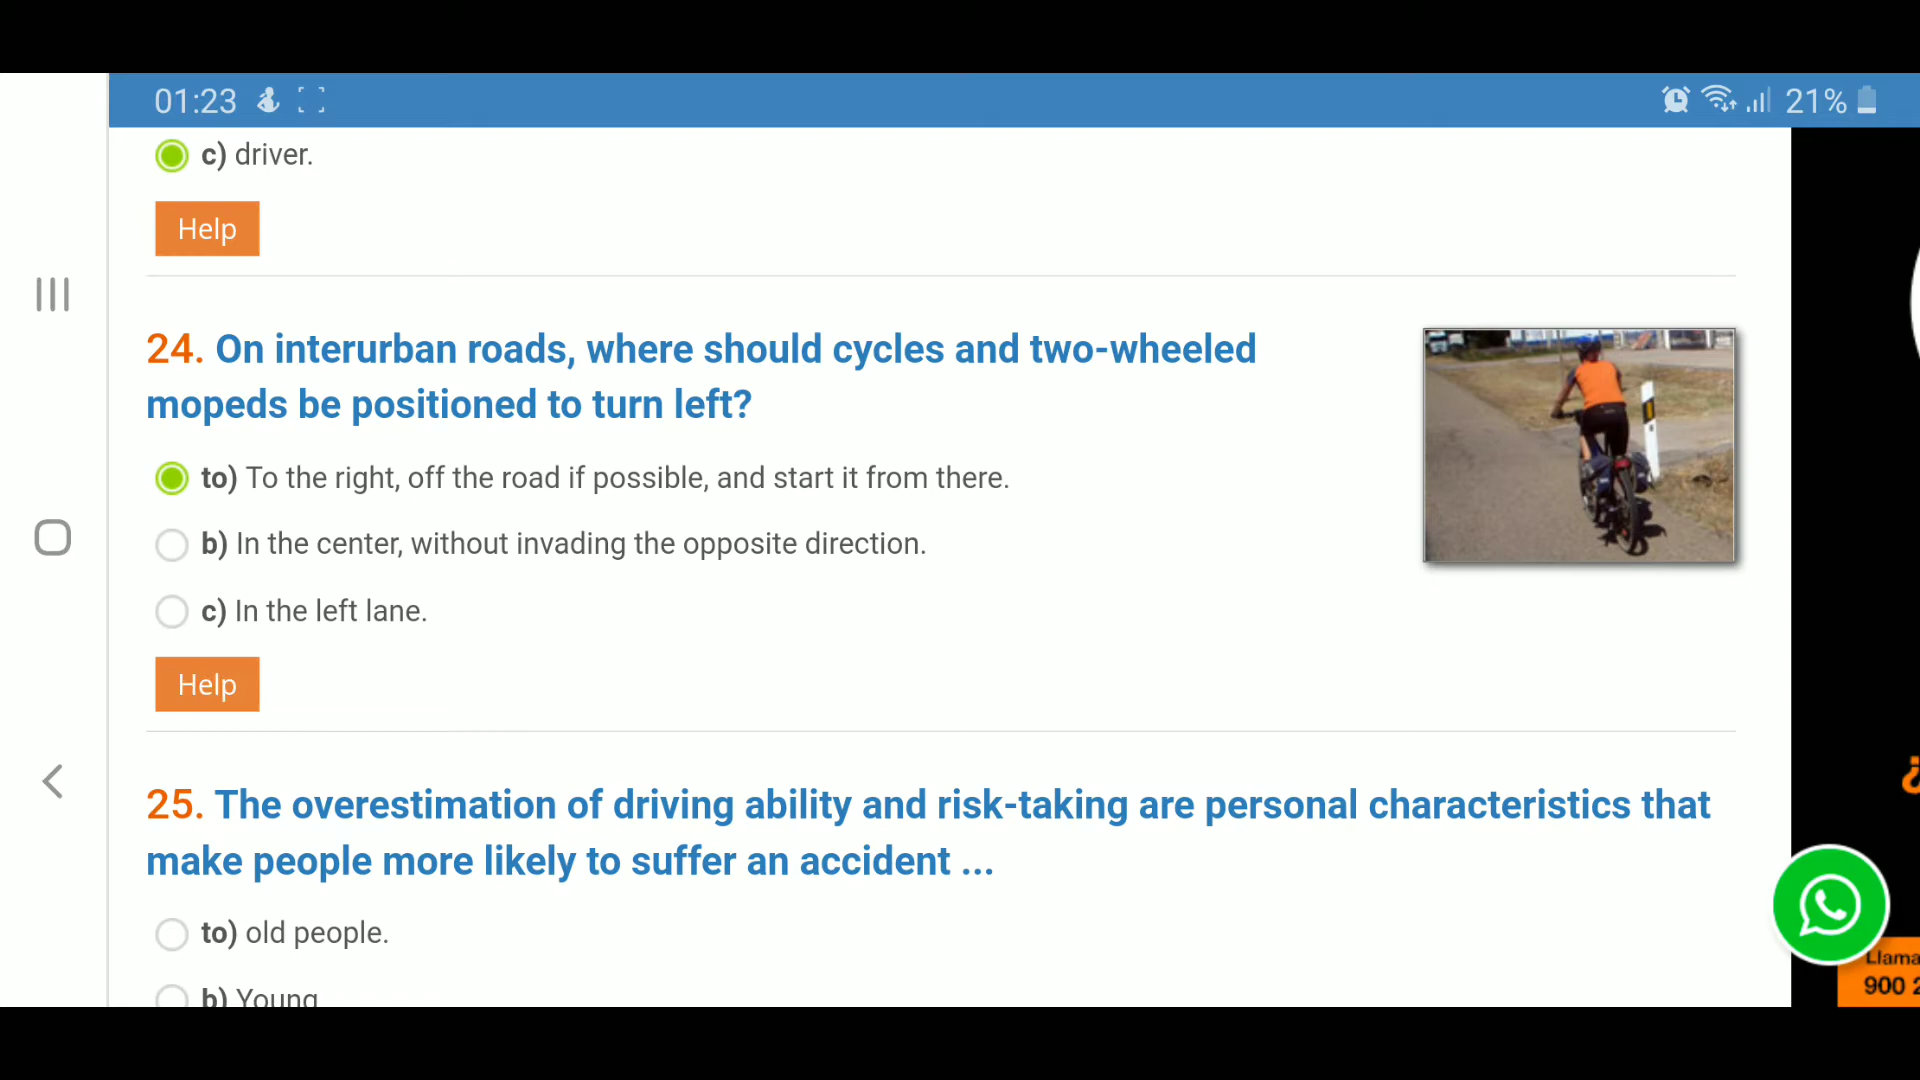 01:23
21%
c) driver.
Help
24. On interurban roads, where should cycles and two-wheeled
mopeds be positioned to turn left?
to) To the right, off the road if possible, and start it from there.
b) In the center, without invading the opposite direction.
c) In the left lane.
Help
25. The overestimation of driving ability and risk-taking are personal characteristics that
make people more likely to suffer an accident ...
to) old people.
b) Young
¿
Llama
900 2